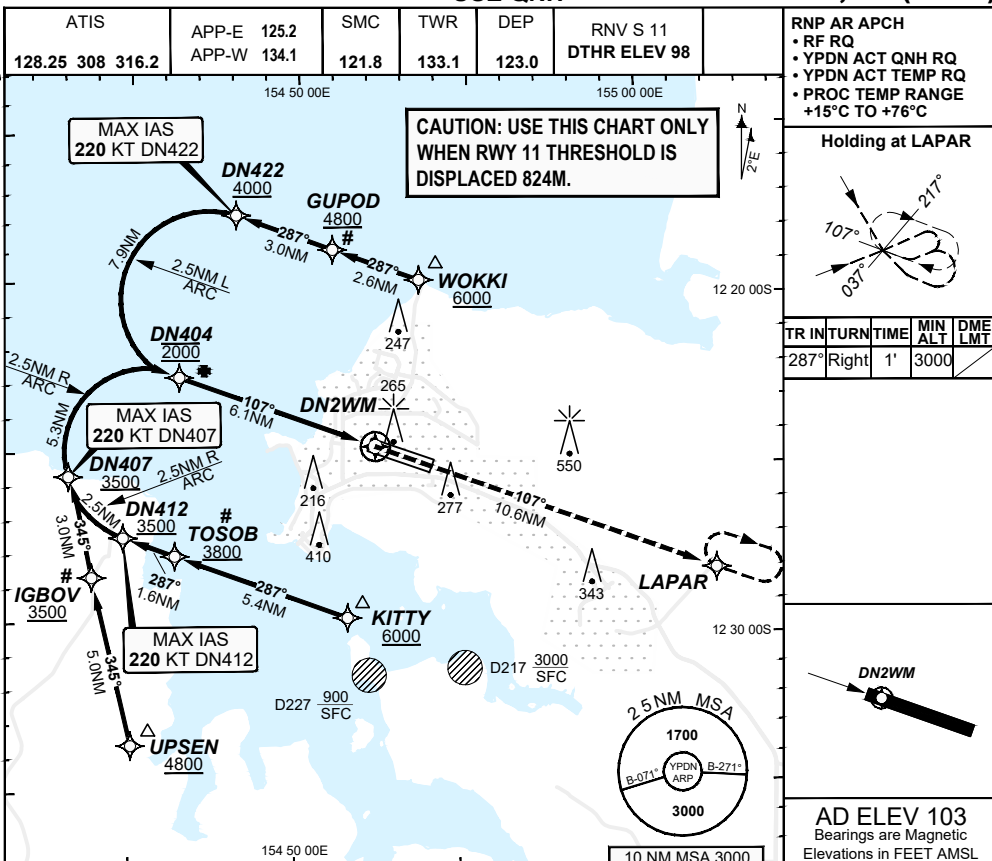 ATIS
128.25 308 316.2
APP-E 125.2
APP-W 134.1
SMC
121.8
TWR
133.1
DEP
123.0
RNV S 11
DTHR ELEV 98
RNP AR APCH
• RF RQ
• YPDN ACT QNH RQ
• YPDN ACT TEMP RQ
• PROC TEMP RANGE
+15°C TO +76°C
154 50 00E
155 00 00E
CAUTION: USE THIS CHART ONLY
WHEN RWY 11 THRESHOLD IS
DISPLACED 824M.
N
2°E
Holding at LAPAR
107°
217°
037°
TR IN TURN TIME MIN ALT DME LMT
287° Right 1' 3000
MAX IAS
220 KT DN422
DN422
4000
GUPOD
4800
#
287°
3.0NM
287°
2.6NM
WOKKI
6000
7.9NM
2.5NM L
ARC
12 20 00S
DN404
2000
247
2.5NM R
ARC
265
107°
6.1NM
DN2WM
MAX IAS
220 KT DN407
5.3NM
550
DN407
3500
2.5NM R
ARC
2.5NM
216
277
107°
10.6NM
DN412
3500
#
TOSOB
3800
410
345°
3.0NM
287°
1.6NM
287°
5.4NM
LAPAR
343
#
IGBOV
3500
KITTY
6000
12 30 00S
MAX IAS
220 KT DN412
345°
5.0NM
D227 900
SFC
D217 3000
SFC
UPSEN
4800
25NM MSA
1700
B-071°
YPDN
ARP
B-271°
3000
DN2WM
154 50 00E
10 NM MSA 3000
AD ELEV 103
Bearings are Magnetic
Elevations in FEET AMSL